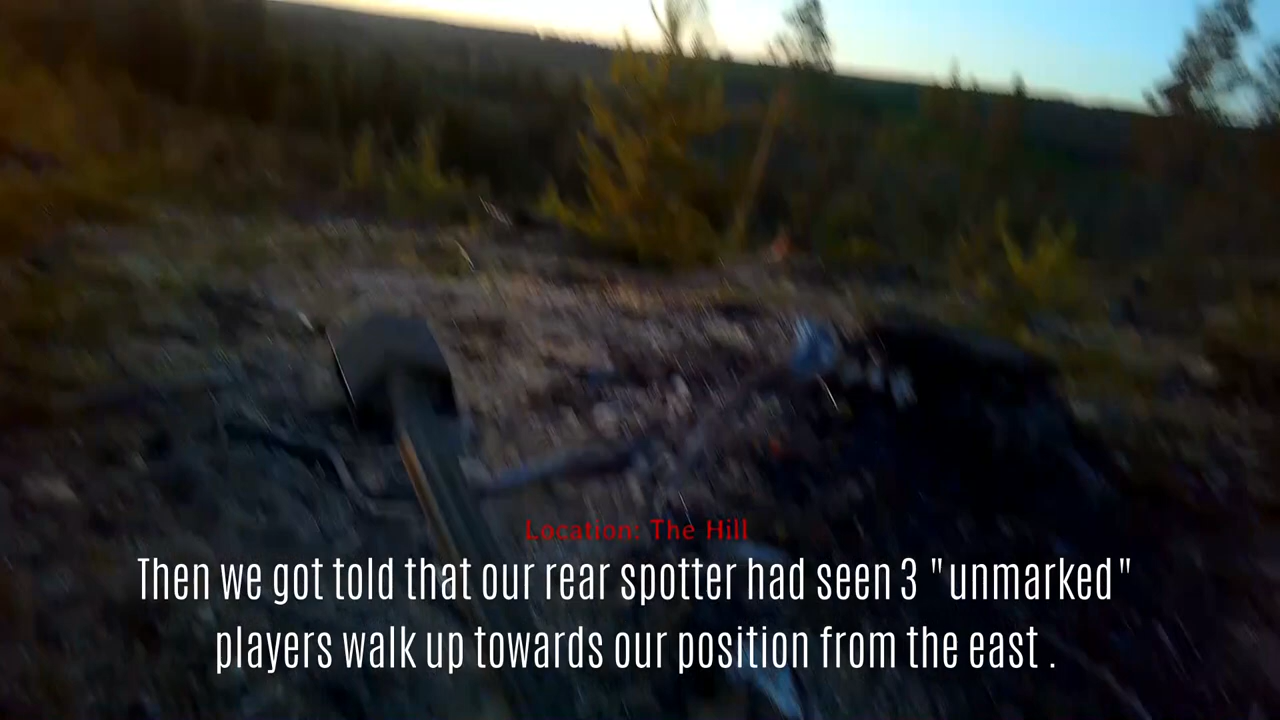 Location: The Hill
Then we got told that our rear spotter had seen 3 "unmarked"
players walk up towards our position from the east .